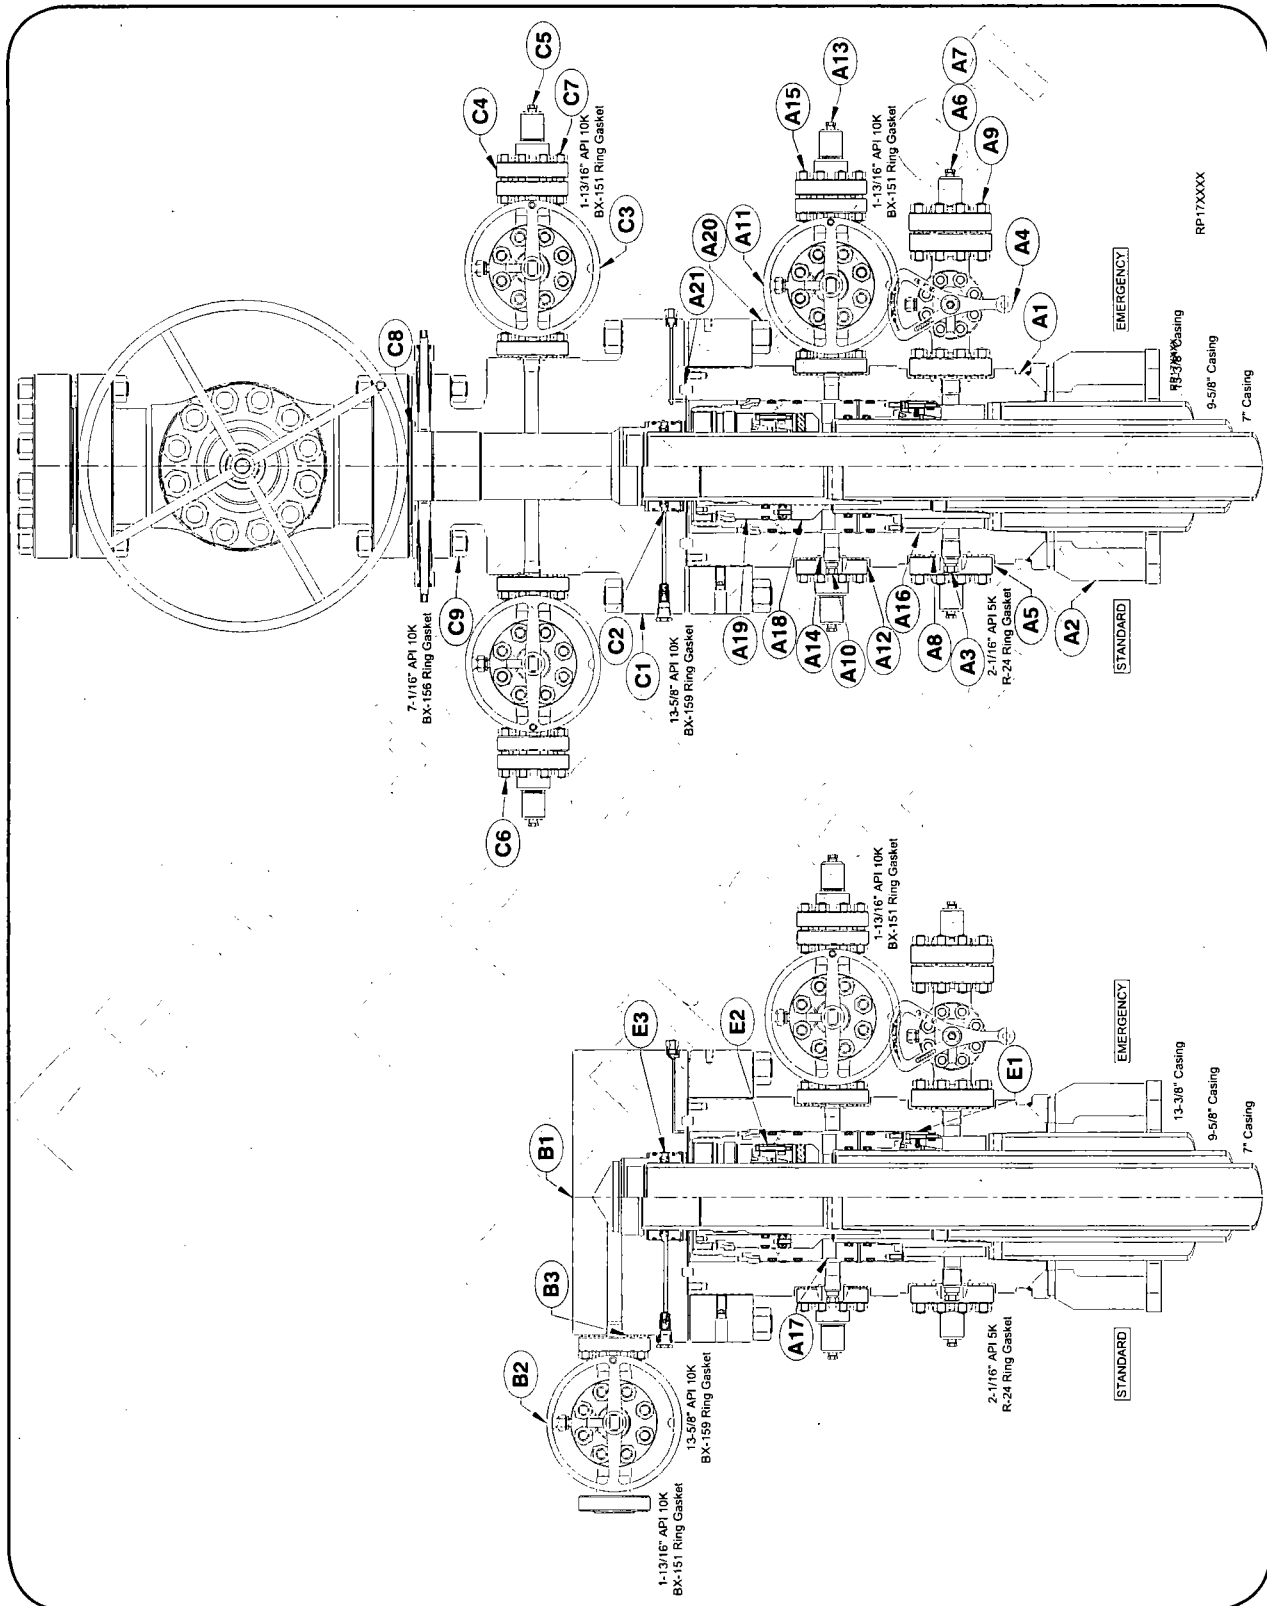 C5
C4
C7
1-13/16" API 10K
BX-151 Ring Gasket
C3
C8
7-1/16" API 10K
BX-156 Ring Gasket
C9
C6
C2
C1
13-5/8" API 10K
BX-159 Ring Gasket
A21
A20
A11
A15
A13
1-13/16" API 10K
BX-151 Ring Gasket
A6
A7
A9
A4
A1
A19
A18
A14
A10
A12
A16
A8
A3
2-1/16" API 5K
R-24 Ring Gasket
A5
A2
STANDARD
EMERGENCY
13-3/8" Casing
9-5/8" Casing
7" Casing
RP17XXXX
B1
B2
B3
E3
E2
E1
A17
1-13/16" API 10K
BX-151 Ring Gasket
13-5/8" API 10K
BX-159 Ring Gasket
1-13/16" API 10K
BX-151 Ring Gasket
2-1/16" API 5K
R-24 Ring Gasket
STANDARD
EMERGENCY
13-3/8" Casing
9-5/8" Casing
7" Casing